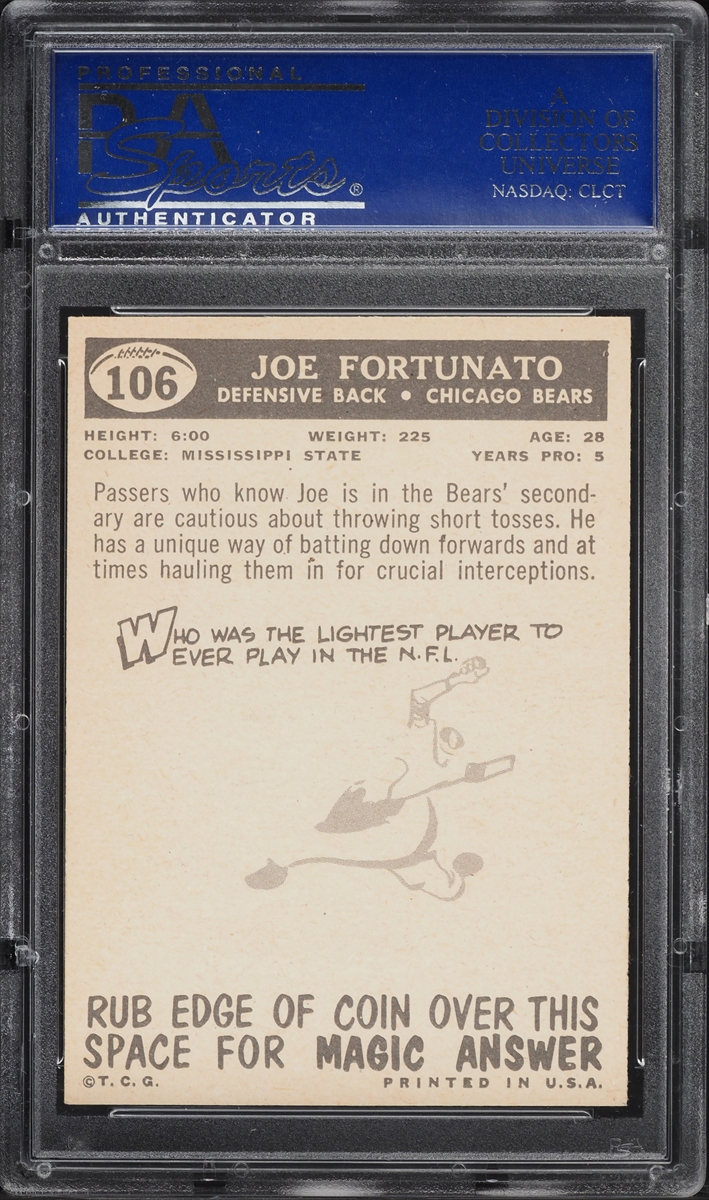 PROFESSIONAL
PSA
Sports®
AUTHENTICATOR
A
DIVISION OF
COLLECTORS
UNIVERSE
NASDAQ: CLCT
106
JOE FORTUNATO
DEFENSIVE BACK • CHICAGO BEARS
HEIGHT: 6:00 WEIGHT: 225 AGE: 28
COLLEGE: MISSISSIPPI STATE YEARS PRO: 5
Passers who know Joe is in the Bears' second-
ary are cautious about throwing short tosses. He
has a unique way of batting down forwards and at
times hauling them in for crucial interceptions.
WHO WAS THE LIGHTEST PLAYER TO
EVER PLAY IN THE N.F.L.
RUB EDGE OF COIN OVER THIS
SPACE FOR MAGIC ANSWER
©T.C.G. PRINTED IN U.S.A.
PSA